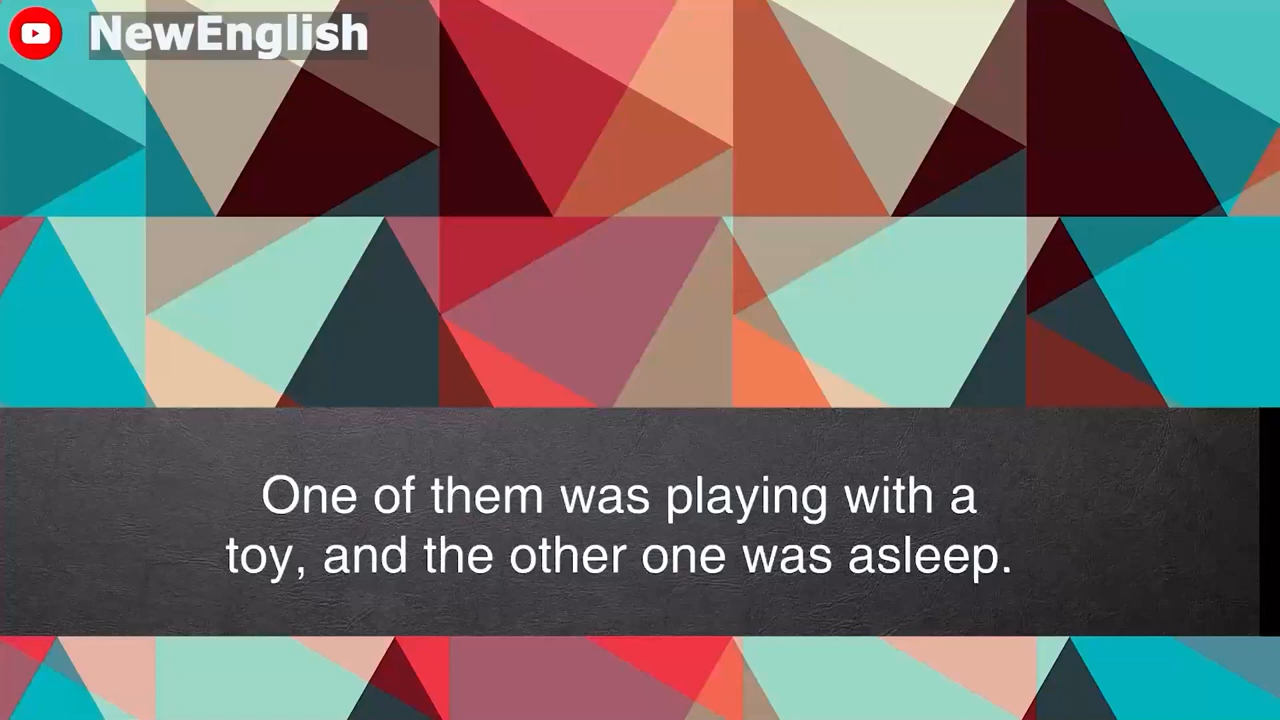 NewEnglish
One of them was playing with a
toy, and the other one was asleep.